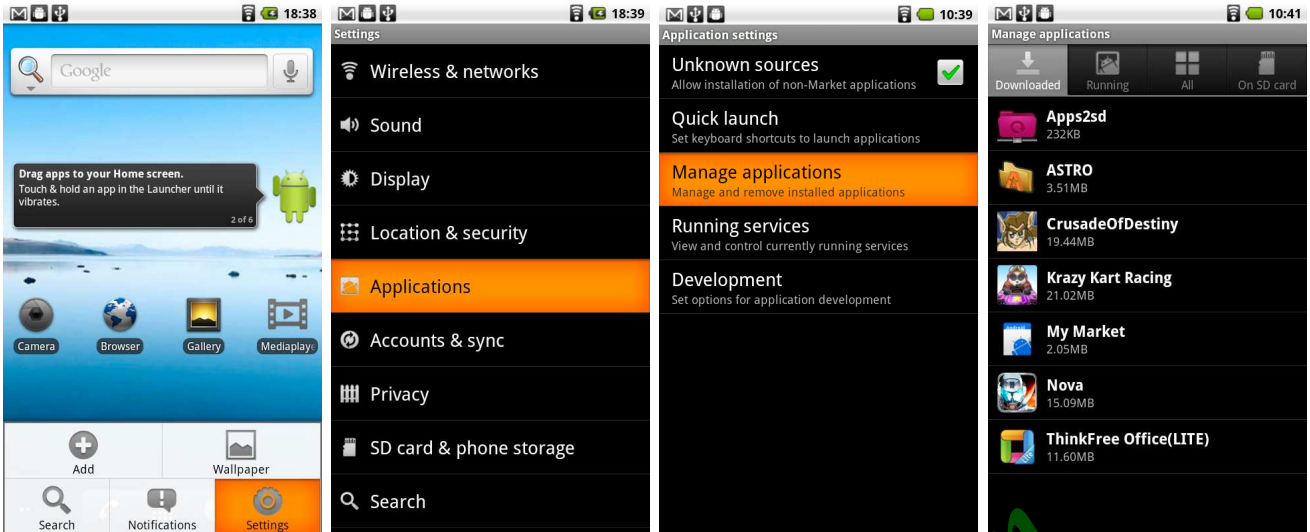 18:38
Google
Drag apps to your Home screen.
Touch & hold an app in the Launcher until it
vibrates.
2 of 6
Camera
Browser
Gallery
Mediaplaye
Add
Wallpaper
Search
Notifications
Settings
18:39
Settings
Wireless & networks
Sound
Display
Location & security
Applications
Accounts & sync
Privacy
SD card & phone storage
Search
10:39
Application settings
Unknown sources
Allow installation of non-Market applications
Quick launch
Set keyboard shortcuts to launch applications
Manage applications
Manage and remove installed applications
Running services
View and control currently running services
Development
Set options for application development
10:41
Manage applications
Downloaded
Running
All
On SD card
Apps2sd
232KB
ASTRO
3.51MB
CrusadeOfDestiny
19.44MB
Krazy Kart Racing
21.02MB
My Market
2.05MB
Nova
15.09MB
ThinkFree Office(LITE)
11.60MB